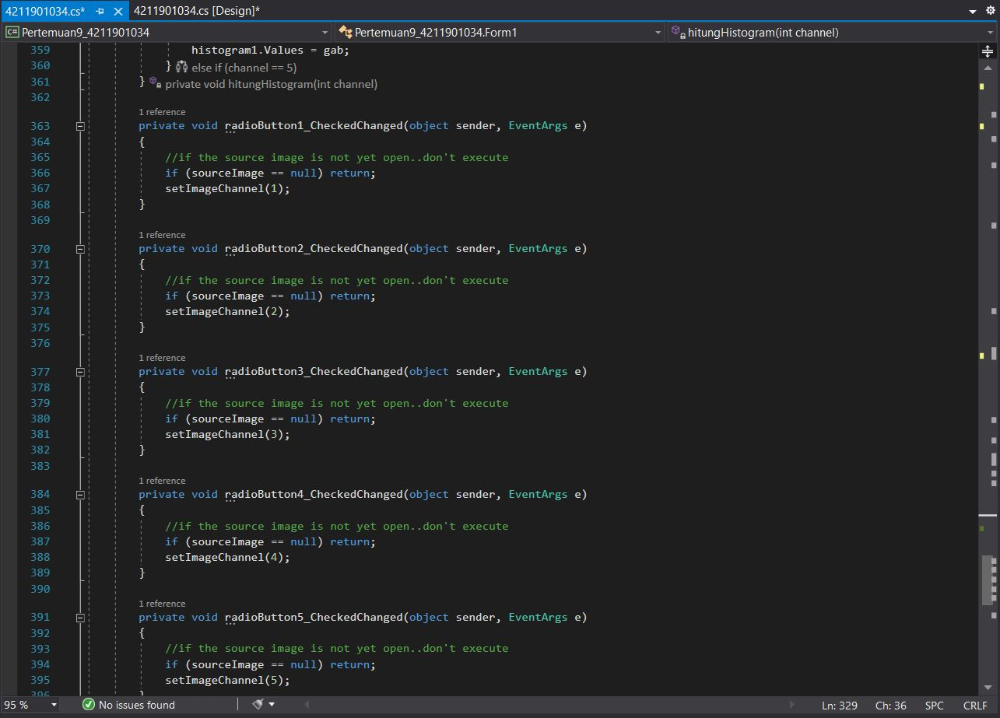 4211901034.cs*
4211901034.cs [Design]*
C# Pertemuan9_4211901034
Pertemuan9_4211901034.Form1
hitungHistogram(int channel)
359 histogram1.Values = gab;
360 } else if (channel == 5)
361 } private void hitungHistogram(int channel)
362
1 reference
363 private void radioButton1_CheckedChanged(object sender, EventArgs e)
364 {
365 //if the source image is not yet open..don't execute
366 if (sourceImage == null) return;
367 setImageChannel(1);
368 }
369
1 reference
370 private void radioButton2_CheckedChanged(object sender, EventArgs e)
371 {
372 //if the source image is not yet open..don't execute
373 if (sourceImage == null) return;
374 setImageChannel(2);
375 }
376
1 reference
377 private void radioButton3_CheckedChanged(object sender, EventArgs e)
378 {
379 //if the source image is not yet open..don't execute
380 if (sourceImage == null) return;
381 setImageChannel(3);
382 }
383
1 reference
384 private void radioButton4_CheckedChanged(object sender, EventArgs e)
385 {
386 //if the source image is not yet open..don't execute
387 if (sourceImage == null) return;
388 setImageChannel(4);
389 }
390
1 reference
391 private void radioButton5_CheckedChanged(object sender, EventArgs e)
392 {
393 //if the source image is not yet open..don't execute
394 if (sourceImage == null) return;
395 setImageChannel(5);
396 }
95 %
No issues found
Ln: 329
Ch: 36
SPC
CRLF